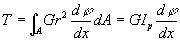 T = ∫_A Gr² dφ/dx dA = GI_p dφ/dx